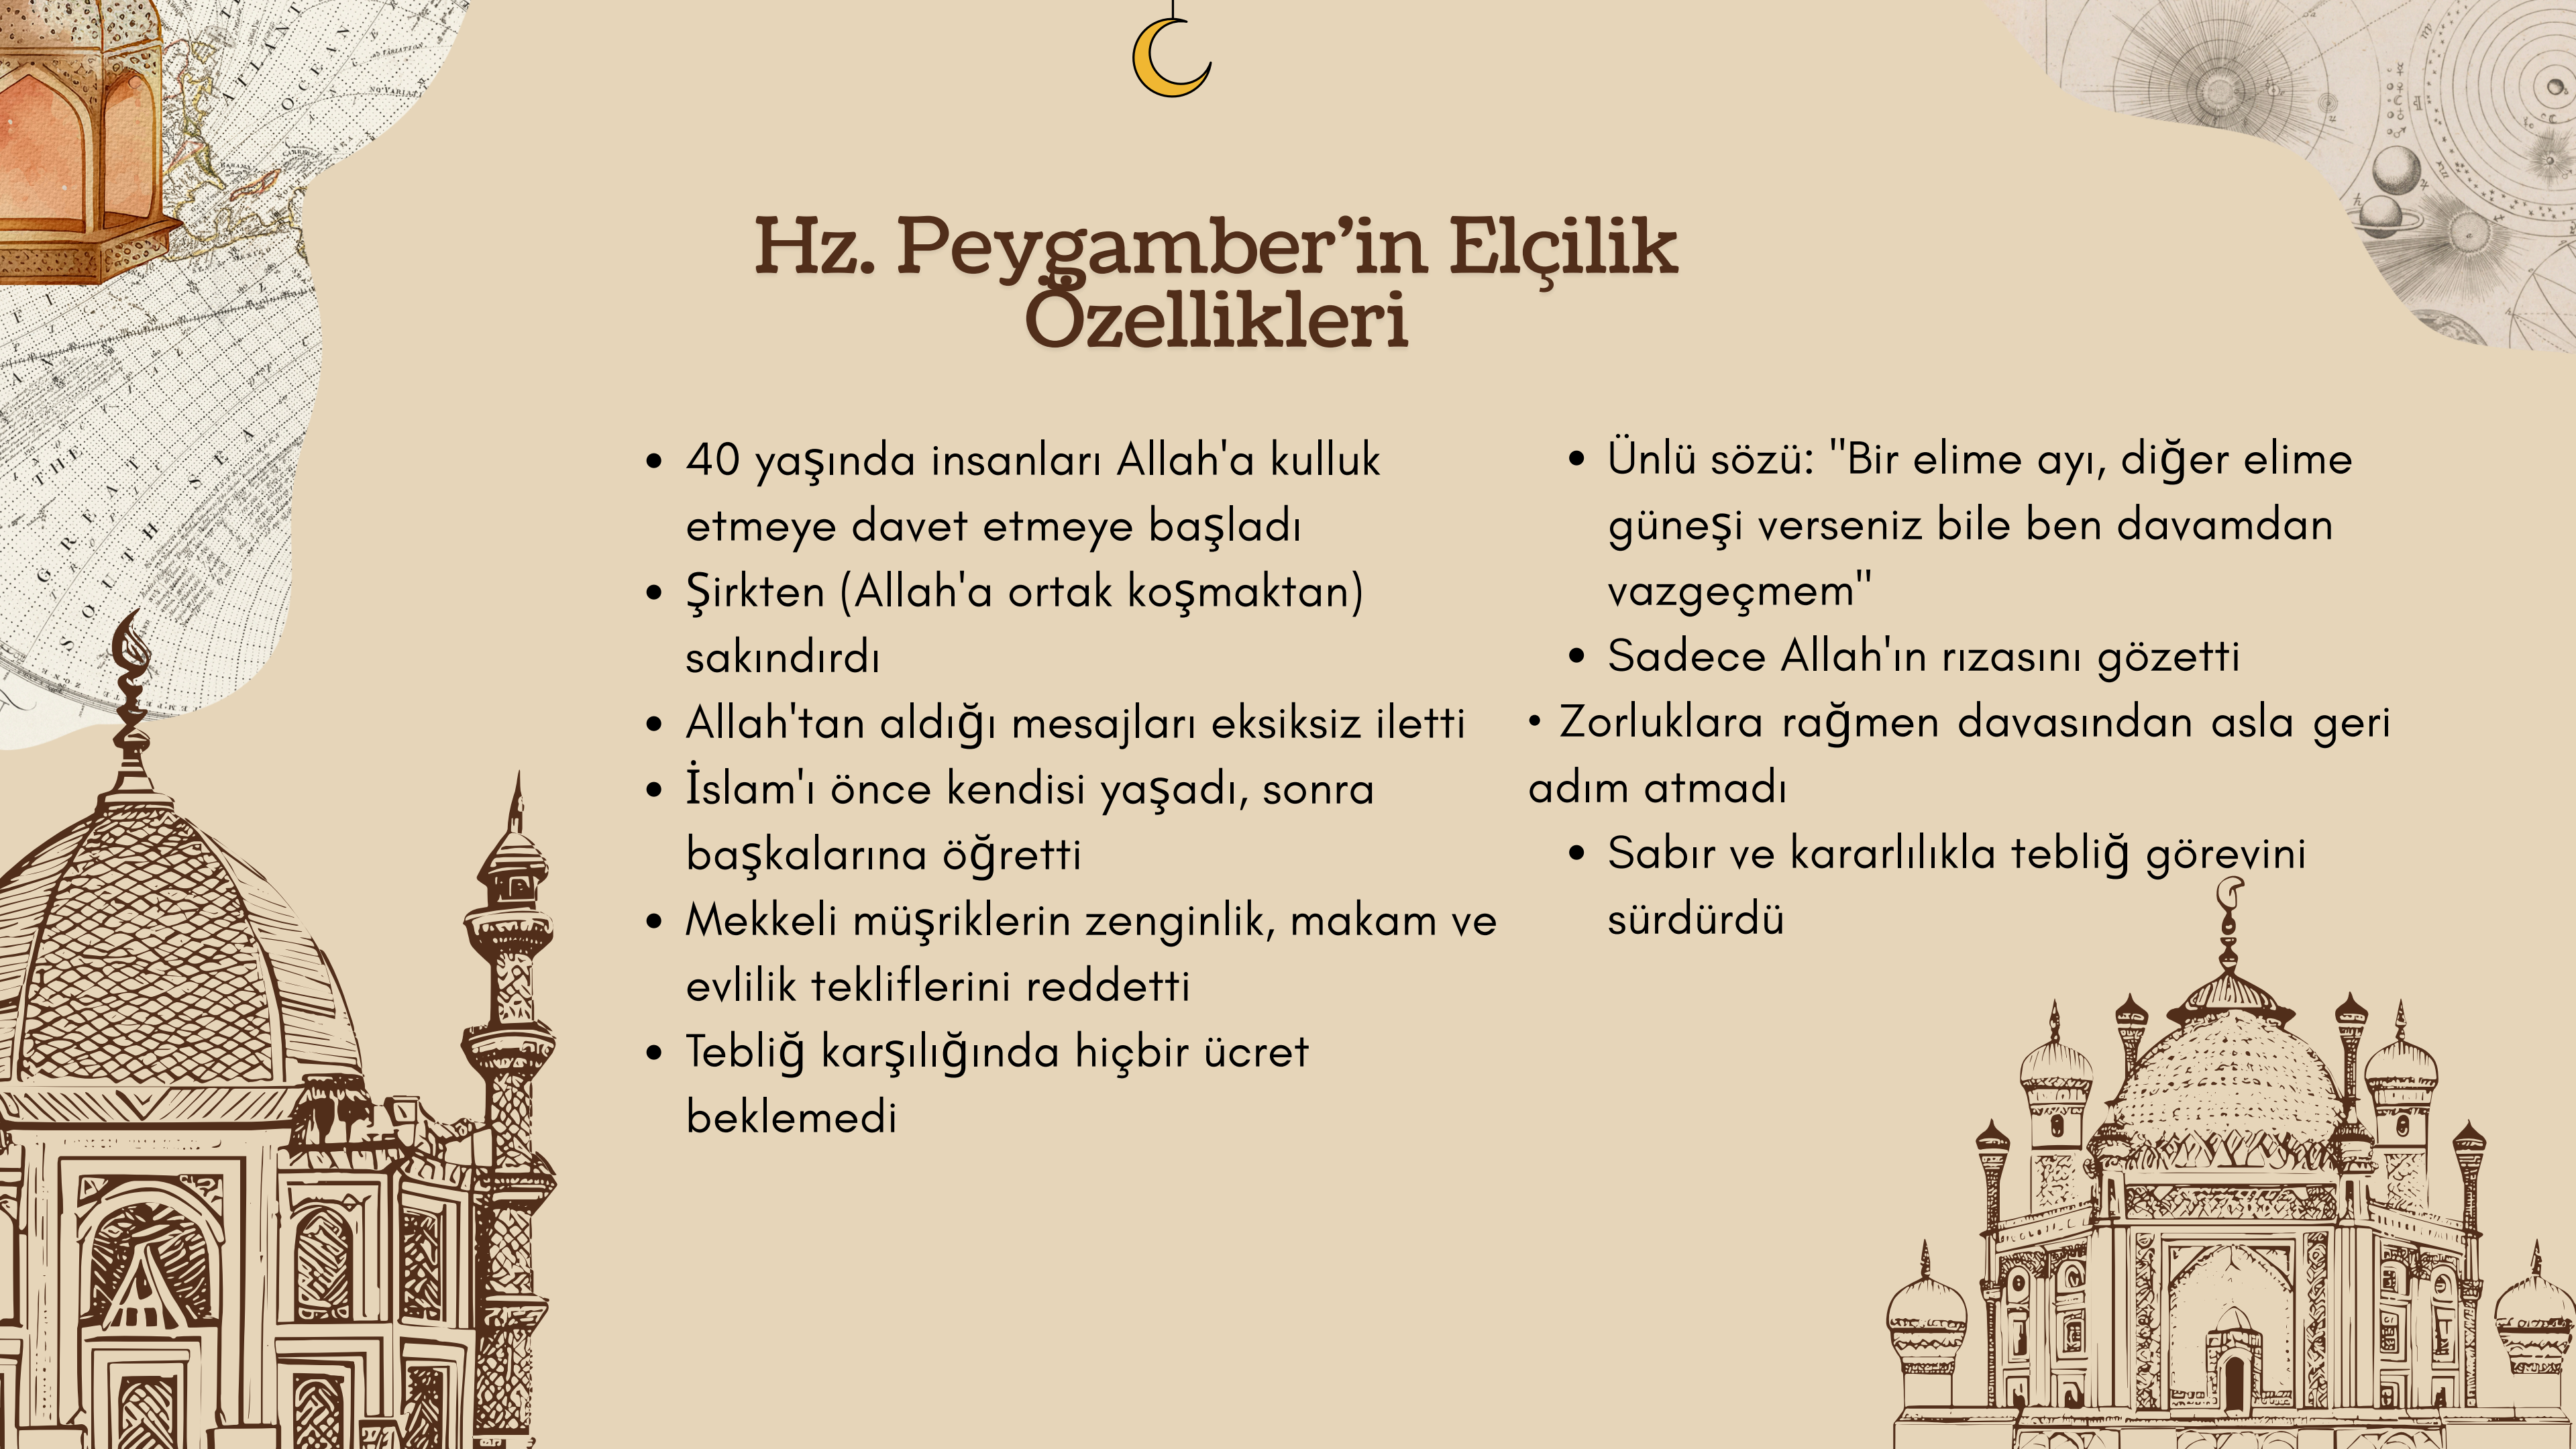 Hz. Peygamber’in Elçilik
Özellikleri
• 40 yaşında insanları Allah'a kulluk
etmeye davet etmeye başladı
• Şirkten (Allah'a ortak koşmaktan)
sakındırdı
• Allah'tan aldığı mesajları eksiksiz iletti
• İslam'ı önce kendisi yaşadı, sonra
başkalarına öğretti
• Mekkeli müşriklerin zenginlik, makam ve
evlilik tekliflerini reddetti
• Tebliğ karşılığında hiçbir ücret
beklemedi
• Ünlü sözü: "Bir elime ayı, diğer elime
güneşi verseniz bile ben davamdan
vazgeçmem"
• Sadece Allah'ın rızasını gözetti
• Zorluklara rağmen davasından asla geri
adım atmadı
• Sabır ve kararlılıkla tebliğ görevini
sürdürdü